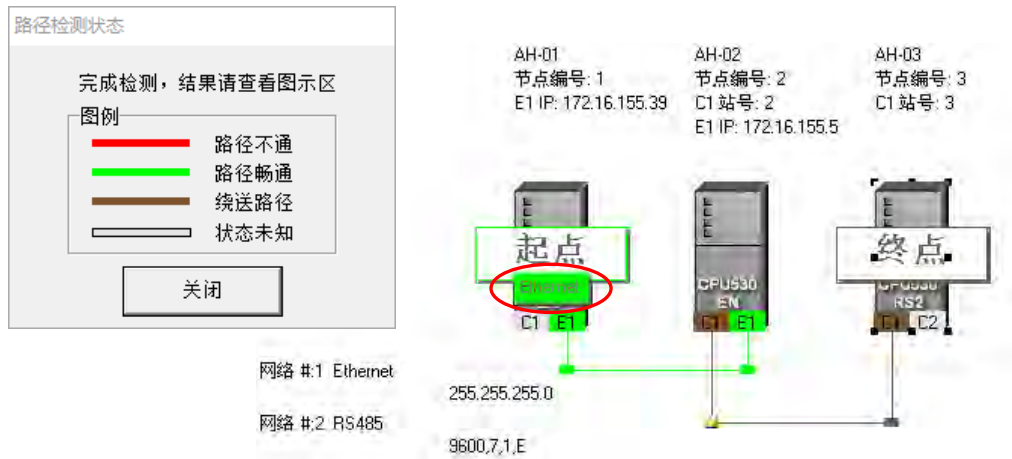 路径检测状态
完成检测，结果请查看图示区
图例
路径不通
路径畅通
绕送路径
状态未知
关闭
AH-01
节点编号: 1
E1 IP: 172.16.155.39
AH-02
节点编号: 2
C1 站号: 2
E1 IP: 172.16.155.5
AH-03
节点编号: 3
C1 站号: 3
起点
Ethernet
C1 E1
CPU530
EN
C1 E1
终点
CPU530
RS2
C1 C2
网络 #:1 Ethernet
255.255.255.0
网络 #:2 RS485
9600,7,1,E